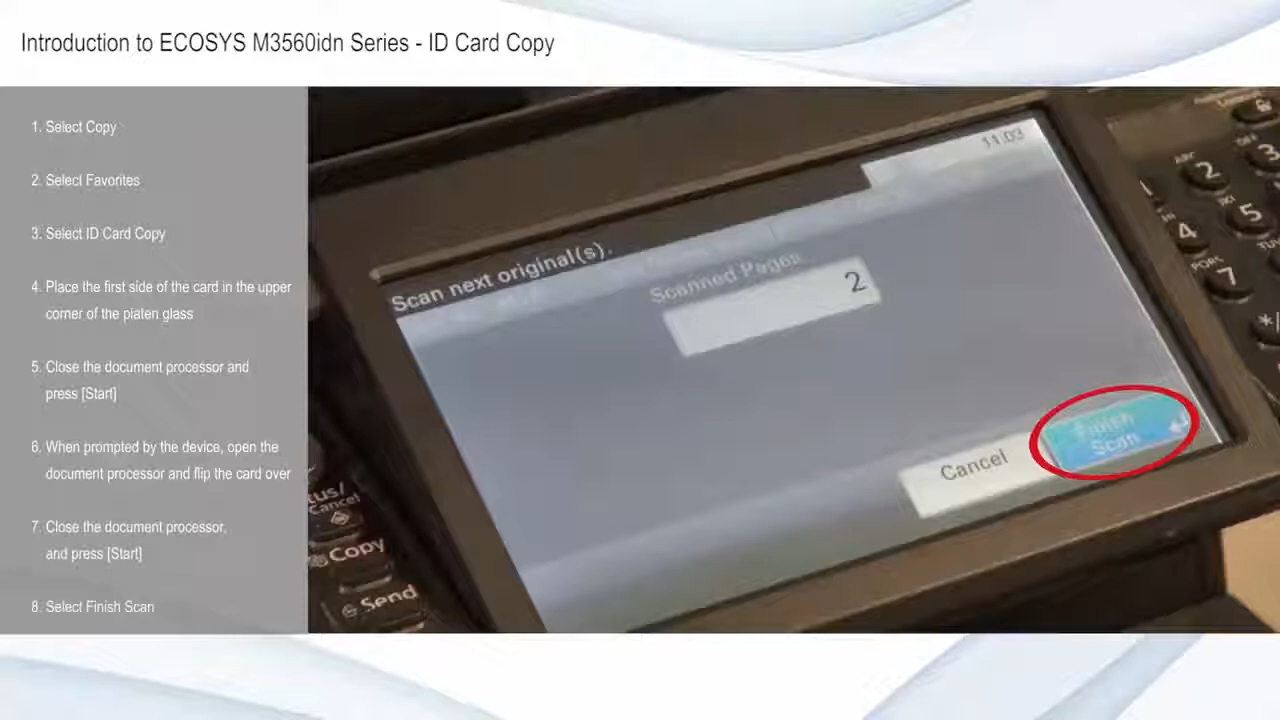 Introduction to ECOSYS M3560idn Series - ID Card Copy
1. Select Copy
2. Select Favorites
3. Select ID Card Copy
4. Place the first side of the card in the upper
corner of the platen glass
5. Close the document processor and
press [Start]
6. When prompted by the device, open the
document processor and flip the card over
7. Close the document processor,
and press [Start]
8. Select Finish Scan
11:03
Scan next original(s).
Scanned Pages
2
Finish
Scan
Cancel
Cancel
Copy
Send
ABC
2
3
4
5
PQRS
7